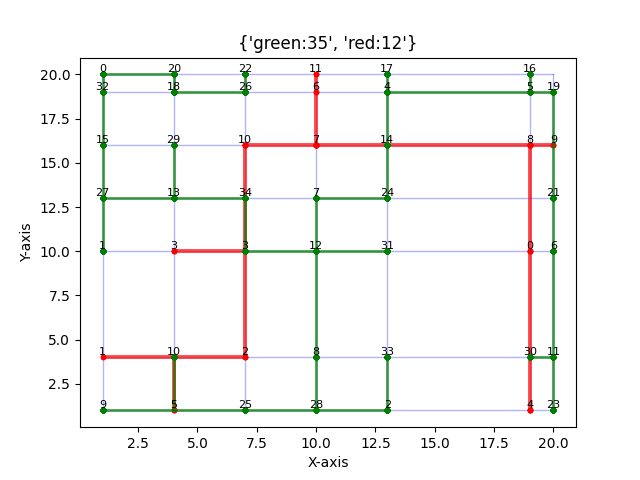 {'green:35', 'red:12'}
20.0 0 20 22 11 17 16
32 18 26 6 4 5 19
17.5
15 29 10 7 14 8 9
15.0
27 13 34 7 24 21
12.5
10.0 1 3 3 12 31 0 6
7.5
5.0
1 10 2 8 33 30 11
2.5
9 5 25 28 2 4 23
2.5 5.0 7.5 10.0 12.5 15.0 17.5 20.0
X-axis
Y-axis